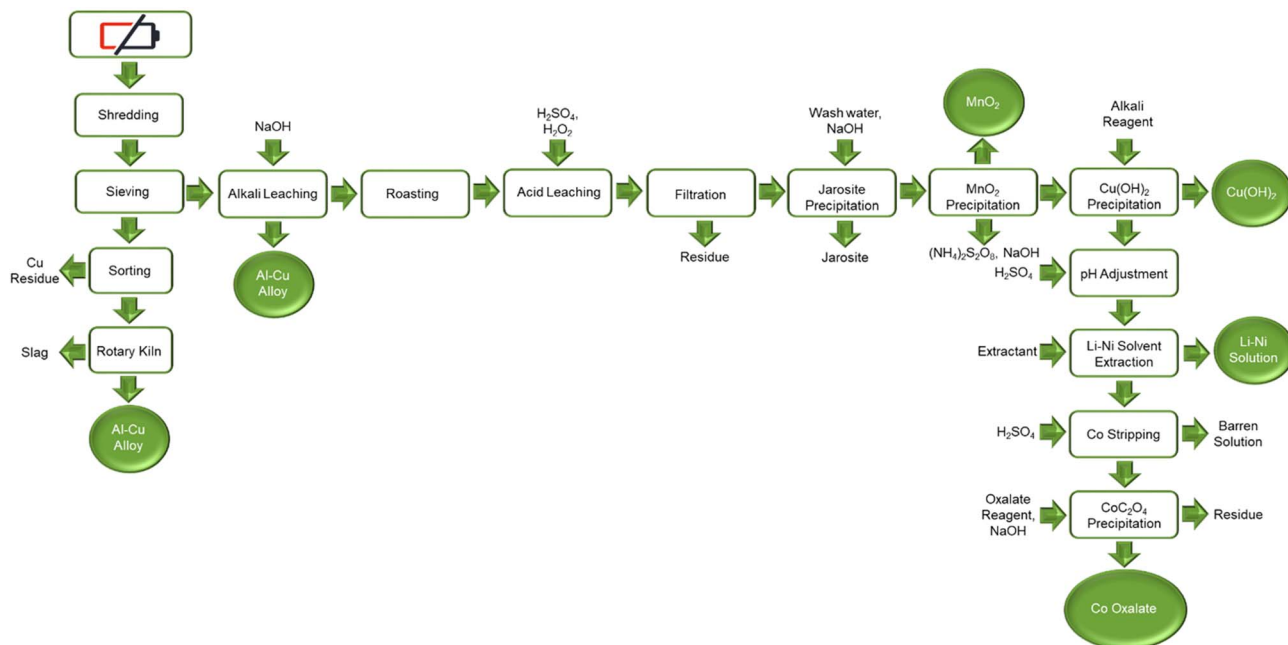 Shredding
Sieving
Sorting
Cu
Residue
Rotary Kiln
Slag
Al-Cu
Alloy
NaOH
Alkali Leaching
Al-Cu
Alloy
Roasting
H₂SO₄,
H₂O₂
Acid Leaching
Filtration
Residue
Wash water,
NaOH
Jarosite
Precipitation
Jarosite
MnO₂
MnO₂
Precipitation
(NH₄)₂S₂O₈, NaOH
Alkali
Reagent
Cu(OH)₂
Precipitation
Cu(OH)₂
H₂SO₄
pH Adjustment
Extractant
Li-Ni Solvent
Extraction
Li-Ni
Solution
H₂SO₄
Co Stripping
Barren
Solution
Oxalate
Reagent,
NaOH
CoC₂O₄
Precipitation
Residue
Co Oxalate